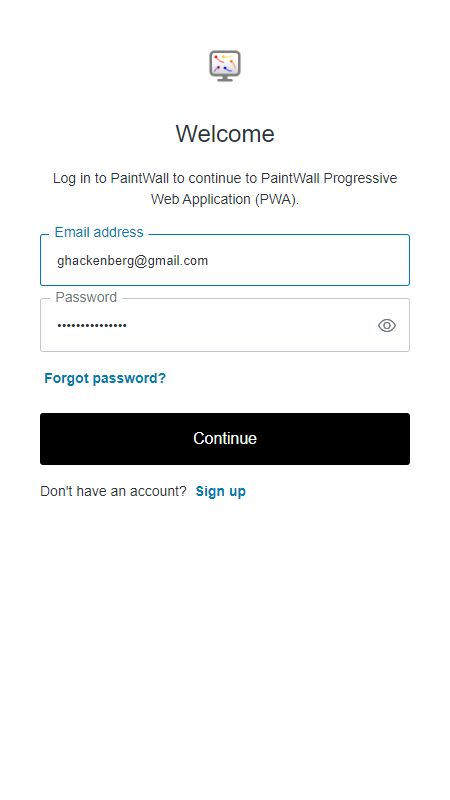 Welcome
Log in to PaintWall to continue to PaintWall Progressive
Web Application (PWA).
Email address
ghackenberg@gmail.com
Password
•••••••••••••••
Forgot password?
Continue
Don't have an account? Sign up